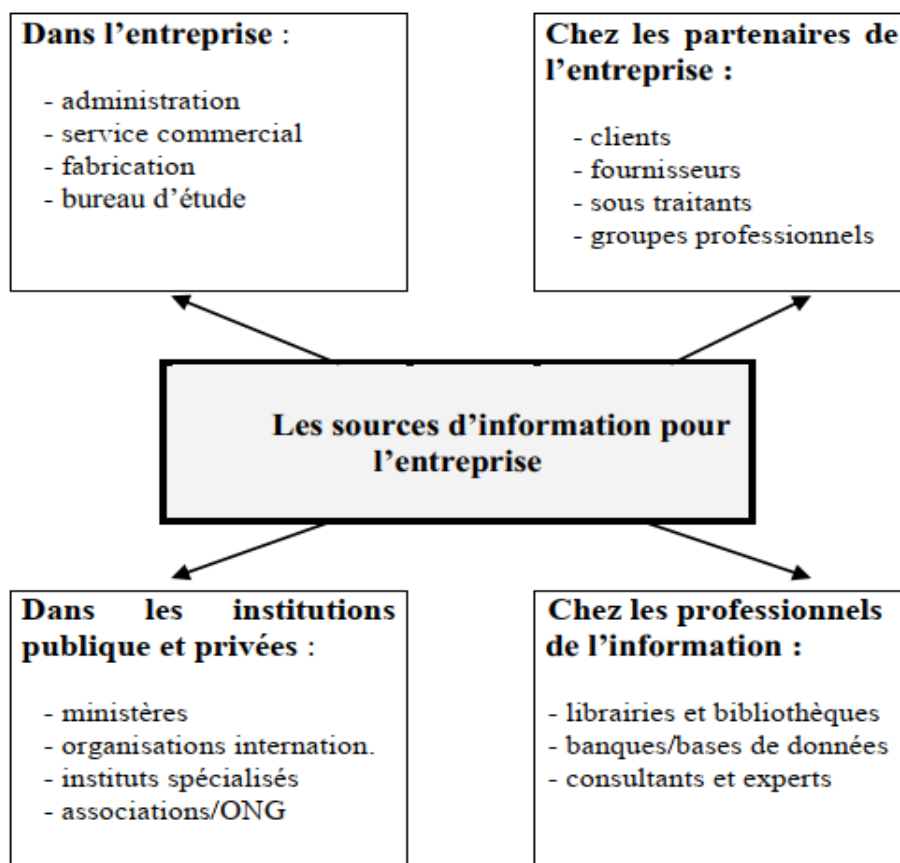 Dans l’entreprise :
- administration
- service commercial
- fabrication
- bureau d’étude
Chez les partenaires de
l’entreprise :
- clients
- fournisseurs
- sous traitants
- groupes professionnels
Les sources d’information pour
l’entreprise
Dans les institutions
publique et privées :
- ministères
- organisations internation.
- instituts spécialisés
- associations/ONG
Chez les professionnels
de l’information :
- librairies et bibliothèques
- banques/bases de données
- consultants et experts